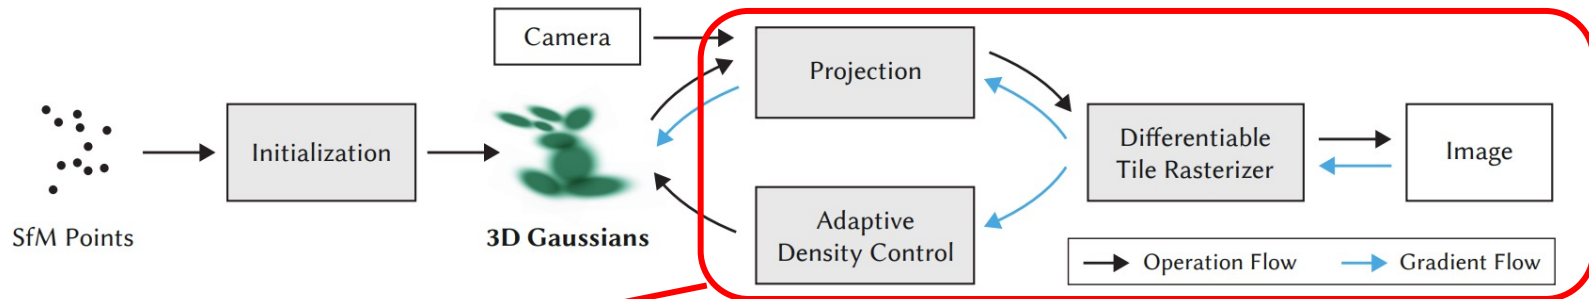 Camera
Projection
Initialization
Differentiable
Tile Rasterizer
Image
SfM Points
3D Gaussians
Adaptive
Density Control
Operation Flow
Gradient Flow